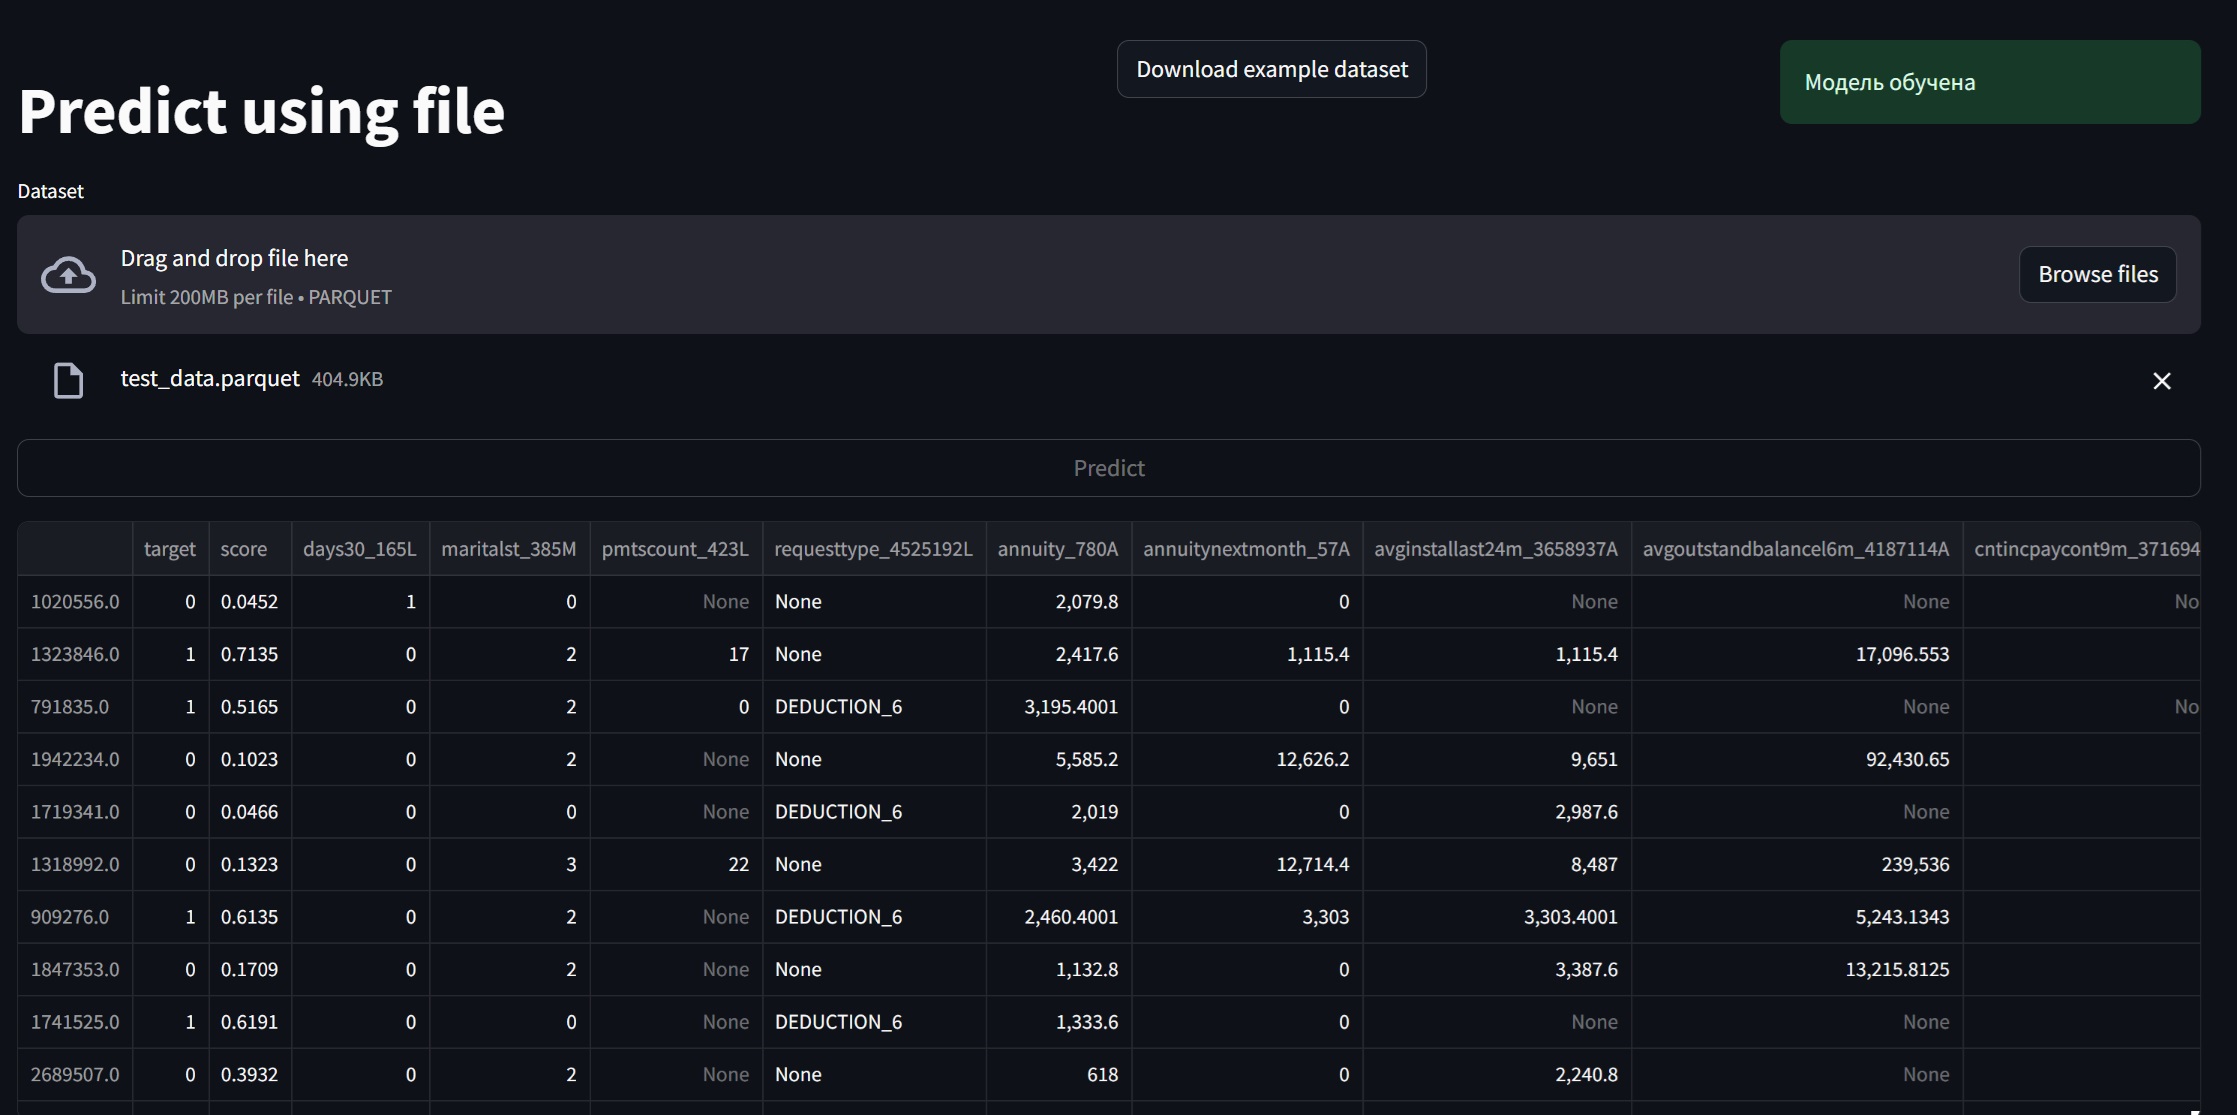 Download example dataset
Модель обучена
Predict using file
Dataset
Drag and drop file here
Limit 200MB per file • PARQUET
Browse files
test_data.parquet 404.9KB
Predict
target score days30_165L maritalst_385M pmtscount_423L requesttype_4525192L annuity_780A annuitynextmonth_57A avginstallast24m_3658937A avgoutstandbalancel6m_4187114A cntincpaycont9m_371694
1020556.0 0 0.0452 1 0 None None 2,079.8 0 None None No
1323846.0 1 0.7135 0 2 17 None 2,417.6 1,115.4 1,115.4 17,096.553
791835.0 1 0.5165 0 2 0 DEDUCTION_6 3,195.4001 0 None None No
1942234.0 0 0.1023 0 2 None None 5,585.2 12,626.2 9,651 92,430.65
1719341.0 0 0.0466 0 0 None DEDUCTION_6 2,019 0 2,987.6 None
1318992.0 0 0.1323 0 3 22 None 3,422 12,714.4 8,487 239,536
909276.0 1 0.6135 0 2 None DEDUCTION_6 2,460.4001 3,303 3,303.4001 5,243.1343
1847353.0 0 0.1709 0 2 None None 1,132.8 0 3,387.6 13,215.8125
1741525.0 1 0.6191 0 0 None DEDUCTION_6 1,333.6 0 None None
2689507.0 0 0.3932 0 2 None None 618 0 2,240.8 None